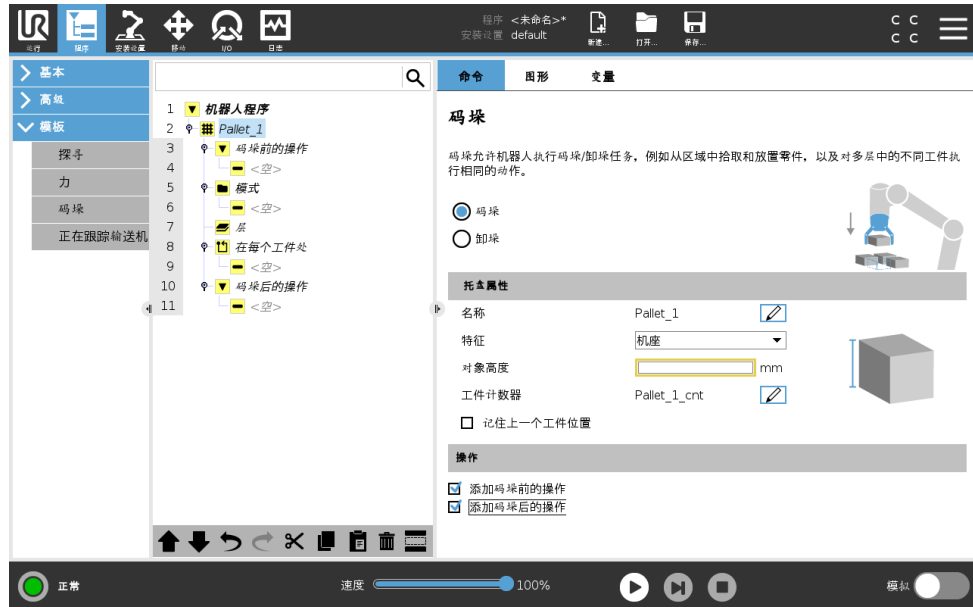 UR
运行
程序
安装设置
移动
I/O
日志
程序 <未命名>*
安装设置 default
新建...
打开...
保存...
C C
C C
基本
高级
模板
探寻
力
码垛
正在跟踪输送机
1 机器人程序
2 Pallet_1
3 码垛前的操作
4 <空>
5 模式
6 <空>
7 层
8 在每个工件处
9 <空>
10 码垛后的操作
11 <空>
命令 图形 变量
码垛
码垛允许机器人执行码垛/卸垛任务，例如从区域中拾取和放置零件，以及对多层中的不同工件执
行相同的动作。
码垛
卸垛
托盘属性
名称 Pallet_1
特征 机座
对象高度 mm
工件计数器 Pallet_1_cnt
记住上一个工件位置
操作
添加码垛前的操作
添加码垛后的操作
正常
速度 100%
模拟